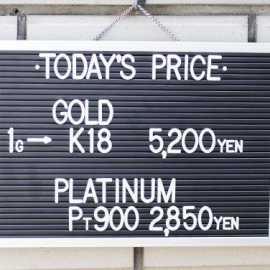 ·TODAY'S PRICE·
GOLD
1G→ K18 5,200YEN
PLATINUM
PT900 2,850YEN